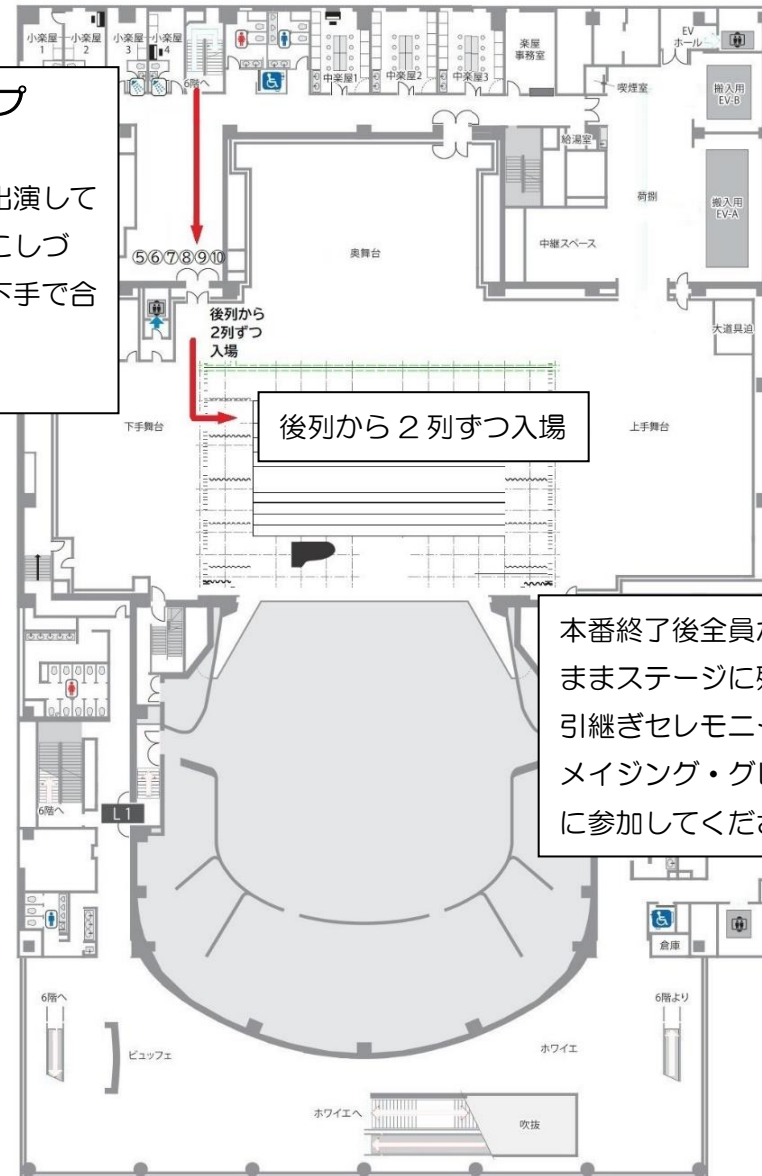 小楽屋
1
小楽屋
2
小楽屋
3
小楽屋
4
6階へ
中楽屋1
中楽屋2
中楽屋3
楽屋
事務室
喫煙室
EV
ホール
搬入用
EV-B
給湯室
荷捌
搬入用
EV-A
中継スペース
プ
出演して
こしづ
下手で合
⑤⑥⑦⑧⑨⑩
奥舞台
後列から
2列ずつ
入場
大道具迫
下手舞台
後列から2列ずつ入場
上手舞台
本番終了後全員
ままステージに
引継ぎセレモニー
メイジング・グ
に参加してくだ
6階へ
L1
倉庫
6階へ
6階より
ビュッフェ
ホワイエ
ホワイエへ
吹抜